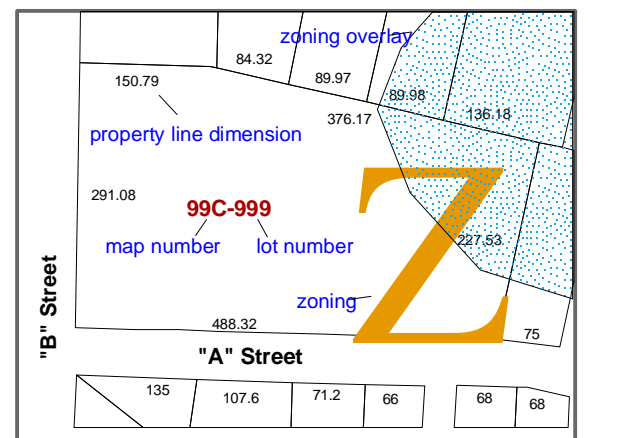 zoning overlay
84.32
150.79
89.97
89.98
136.18
376.17
property line dimension
291.08
99C-999
map number
lot number
227.53
zoning
Z
488.32
75
"B" Street
"A" Street
135
107.6
71.2
66
68
68